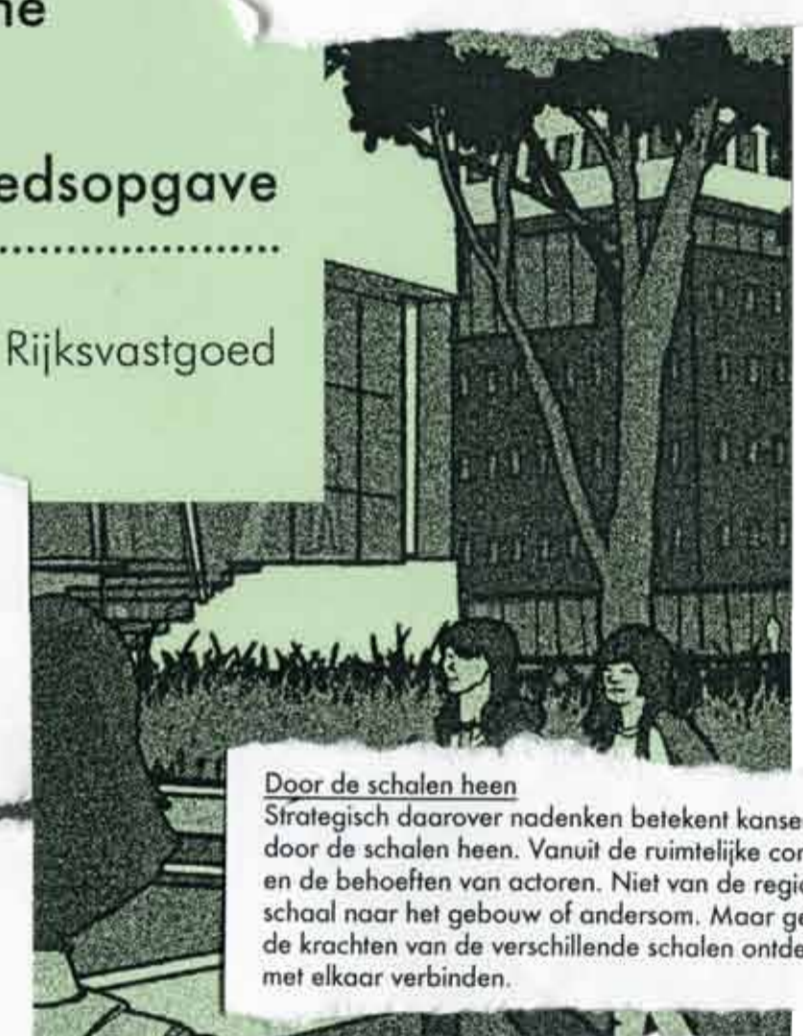 ne
edsopgave
Rijksvastgoed
Door de schalen heen
Strategisch daarover nadenken betekent kanse
door de schalen heen. Vanuit de ruimtelijke con
en de behoeften van actoren. Niet van de regio
schaal naar het gebouw of andersom. Maar ge
de krachten van de verschillende schalen ontde
met elkaar verbinden.